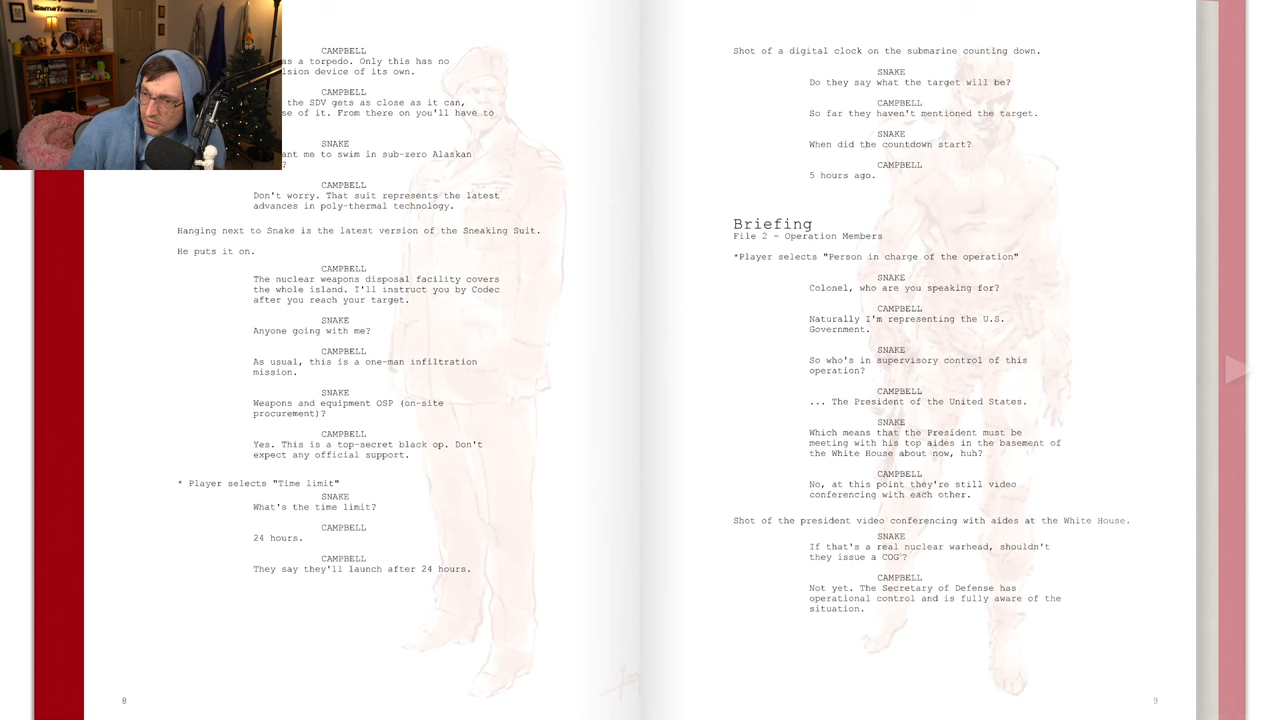 GameTrailers.com
CAMPBELL
as a torpedo. Only this has no
lsion device of its own.
CAMPBELL
the SDV gets as close as it can,
se of it. From there on you'll have to
SNAKE
ant me to swim in sub-zero Alaskan
?
CAMPBELL
Don't worry. That suit represents the latest
advances in poly-thermal technology.
Hanging next to Snake is the latest version of the Sneaking Suit.
He puts it on.
CAMPBELL
The nuclear weapons disposal facility covers
the whole island. I'll instruct you by Codec
after you reach your target.
SNAKE
Anyone going with me?
CAMPBELL
As usual, this is a one-man infiltration
mission.
SNAKE
Weapons and equipment OSP (on-site
procurement)?
CAMPBELL
Yes. This is a top-secret black op. Don't
expect any official support.
* Player selects "Time limit"
SNAKE
What's the time limit?
CAMPBELL
24 hours.
CAMPBELL
They say they'll launch after 24 hours.
8
Shot of a digital clock on the submarine counting down.
SNAKE
Do they say what the target will be?
CAMPBELL
So far they haven't mentioned the target.
SNAKE
When did the countdown start?
CAMPBELL
5 hours ago.
Briefing
File 2 - Operation Members
*Player selects "Person in charge of the operation"
SNAKE
Colonel, who are you speaking for?
CAMPBELL
Naturally I'm representing the U.S.
Government.
SNAKE
So who's in supervisory control of this
operation?
CAMPBELL
... The President of the United States.
SNAKE
Which means that the President must be
meeting with his top aides in the basement of
the White House about now, huh?
CAMPBELL
No, at this point they're still video
conferencing with each other.
Shot of the president video conferencing with aides at the White House.
SNAKE
If that's a real nuclear warhead, shouldn't
they issue a COG?
CAMPBELL
Not yet. The Secretary of Defense has
operational control and is fully aware of the
situation.
9